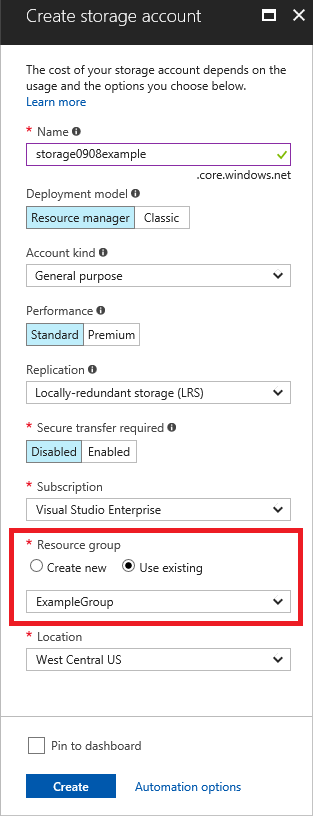 Create storage account
The cost of your storage account depends on the
usage and the options you choose below.
Learn more
* Name
storage0908example
.core.windows.net
Deployment model
Resource manager Classic
Account kind
General purpose
Performance
Standard Premium
Replication
Locally-redundant storage (LRS)
* Secure transfer required
Disabled Enabled
* Subscription
Visual Studio Enterprise
* Resource group
Create new Use existing
ExampleGroup
* Location
West Central US
Pin to dashboard
Create Automation options